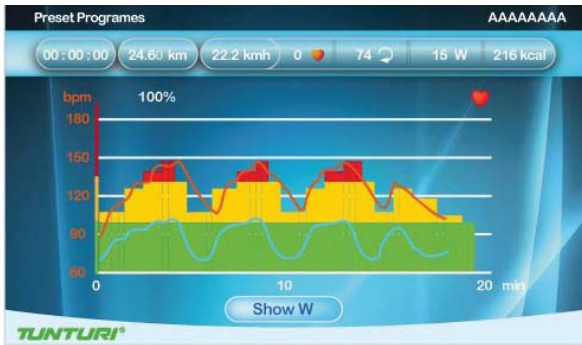 Preset Programes AAAAAAAA
00:00:00 24.60 km 22.2 kmh 0 74 15 W 216 kcal
bpm 100%
180
150
120
90
60
0 10 20 min
Show W
TUNTURI®